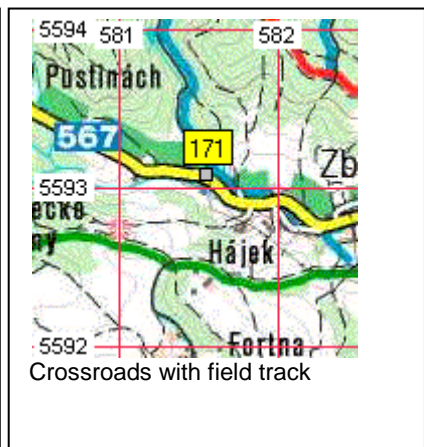 5594 581 582
Pustinách
567 171
Zb
5593
ecko
ny
Hájek
5592 Fortna
Crossroads with field track